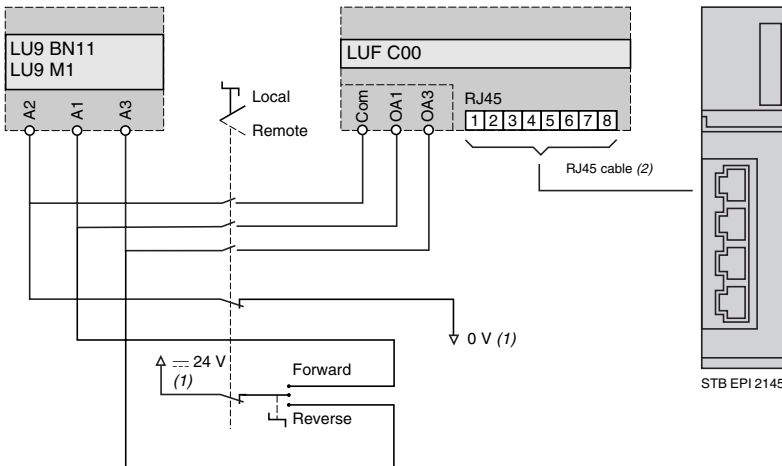 LU9 BN11
LU9 M1
A2
A1
A3
Local
Remote
LUF C00
Com
OA1
OA3
RJ45
1 2 3 4 5 6 7 8
RJ45 cable (2)
0 V (1)
24 V
(1)
Forward
Reverse
STB EPI 2145